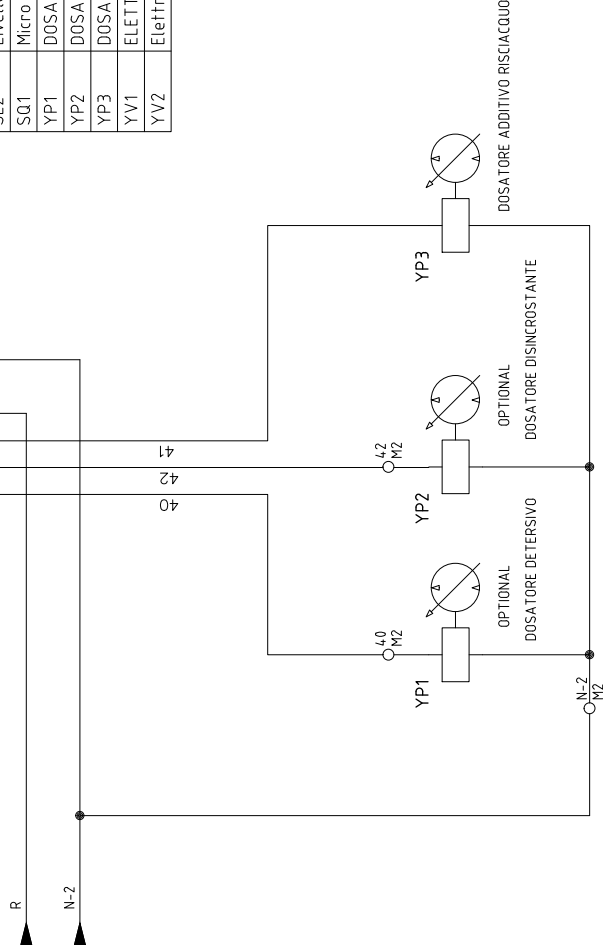 SQ1 Micro
YP1 DOSA
YP2 DOSA
YP3 DOSA
YV1 ELETT
YV2 Elettr
41
42
40
R
N-2
40
M2
YP1
OPTIONAL
DOSATORE DETERSIVO
42
M2
YP2
OPTIONAL
DOSATORE DISINCROSTANTE
YP3
DOSATORE ADDITIVO RISCIACQUO
N-2
M2